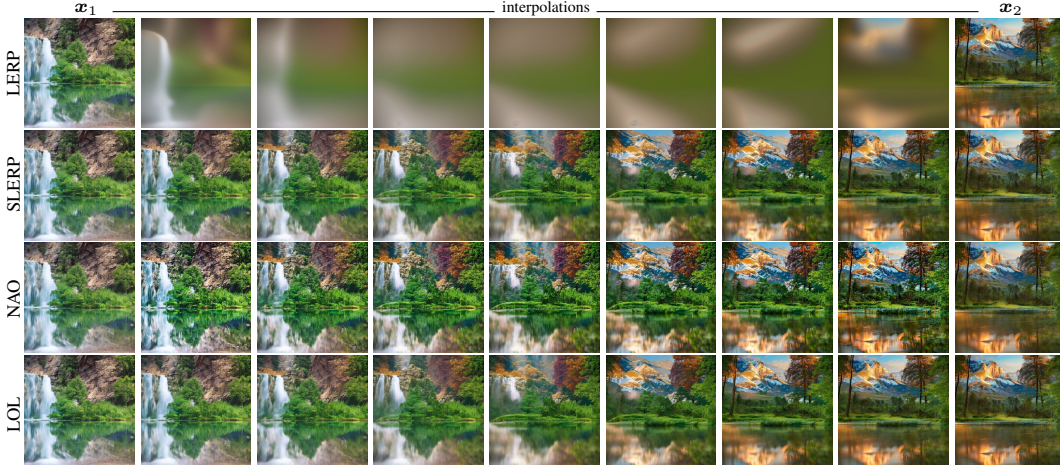 x₁ interpolations x₂
LERP
SLERP
NAO
LOL